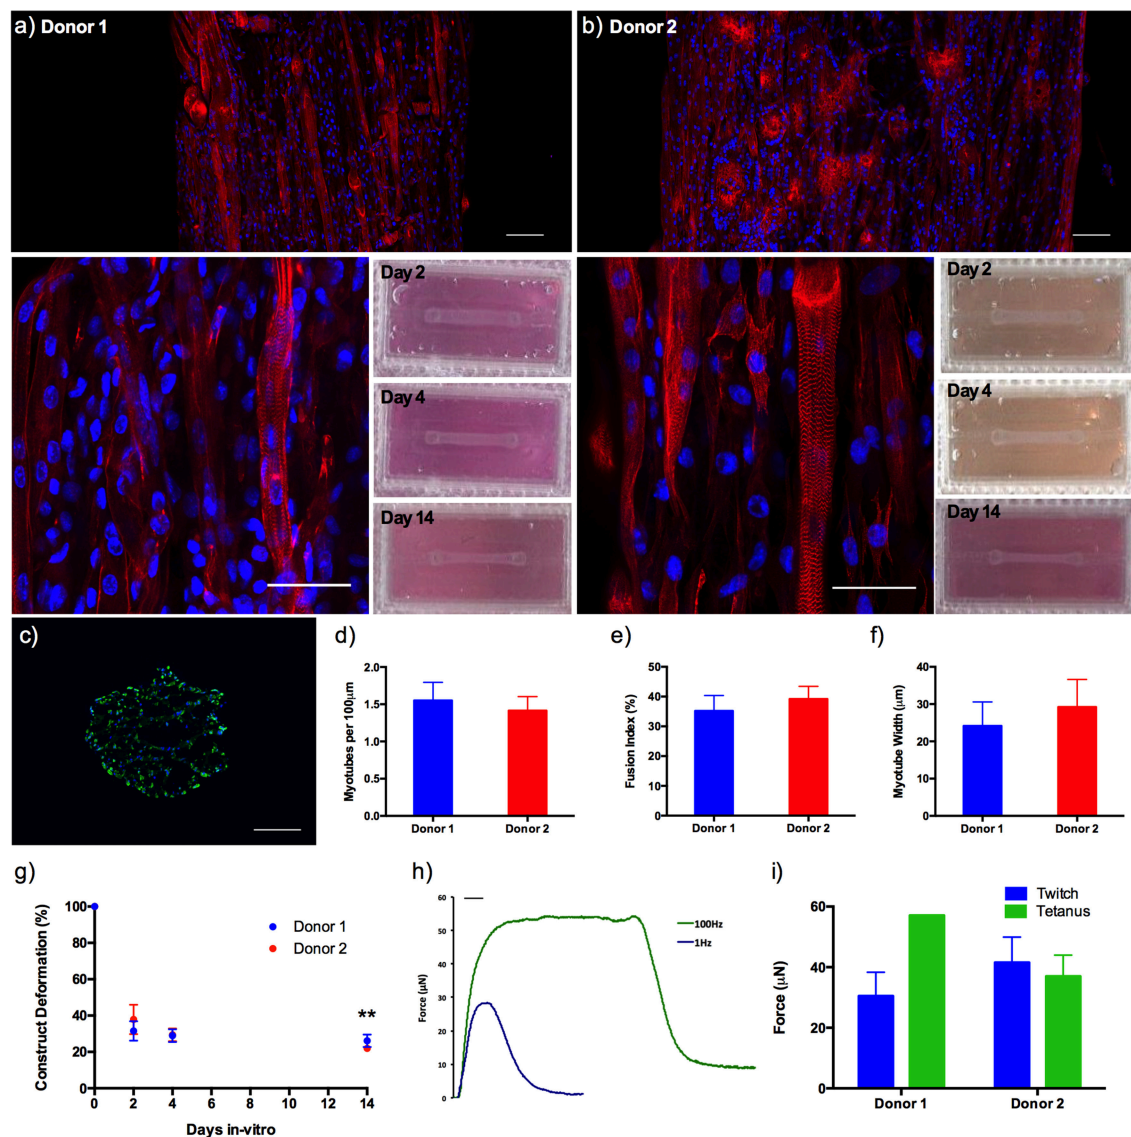 a) Donor 1
b) Donor 2
Day 2
Day 4
Day 14
Day 2
Day 4
Day 14
c)
d)
Myotubes per 100μm
2.0
1.5
1.0
0.5
0.0
Donor 1
Donor 2
e)
Fusion Index (%)
50
40
30
20
10
0
Donor 1
Donor 2
f)
Myotube Width (μm)
40
30
20
10
0
Donor 1
Donor 2
g)
Construct Deformation (%)
100
80
60
40
20
0
0 2 4 6 8 10 12 14
Days in-vitro
Donor 1
Donor 2
**
h)
Force (μN)
60
50
40
30
20
10
0
100Hz
1Hz
i)
Force (μN)
60
40
20
0
Twitch
Tetanus
Donor 1
Donor 2